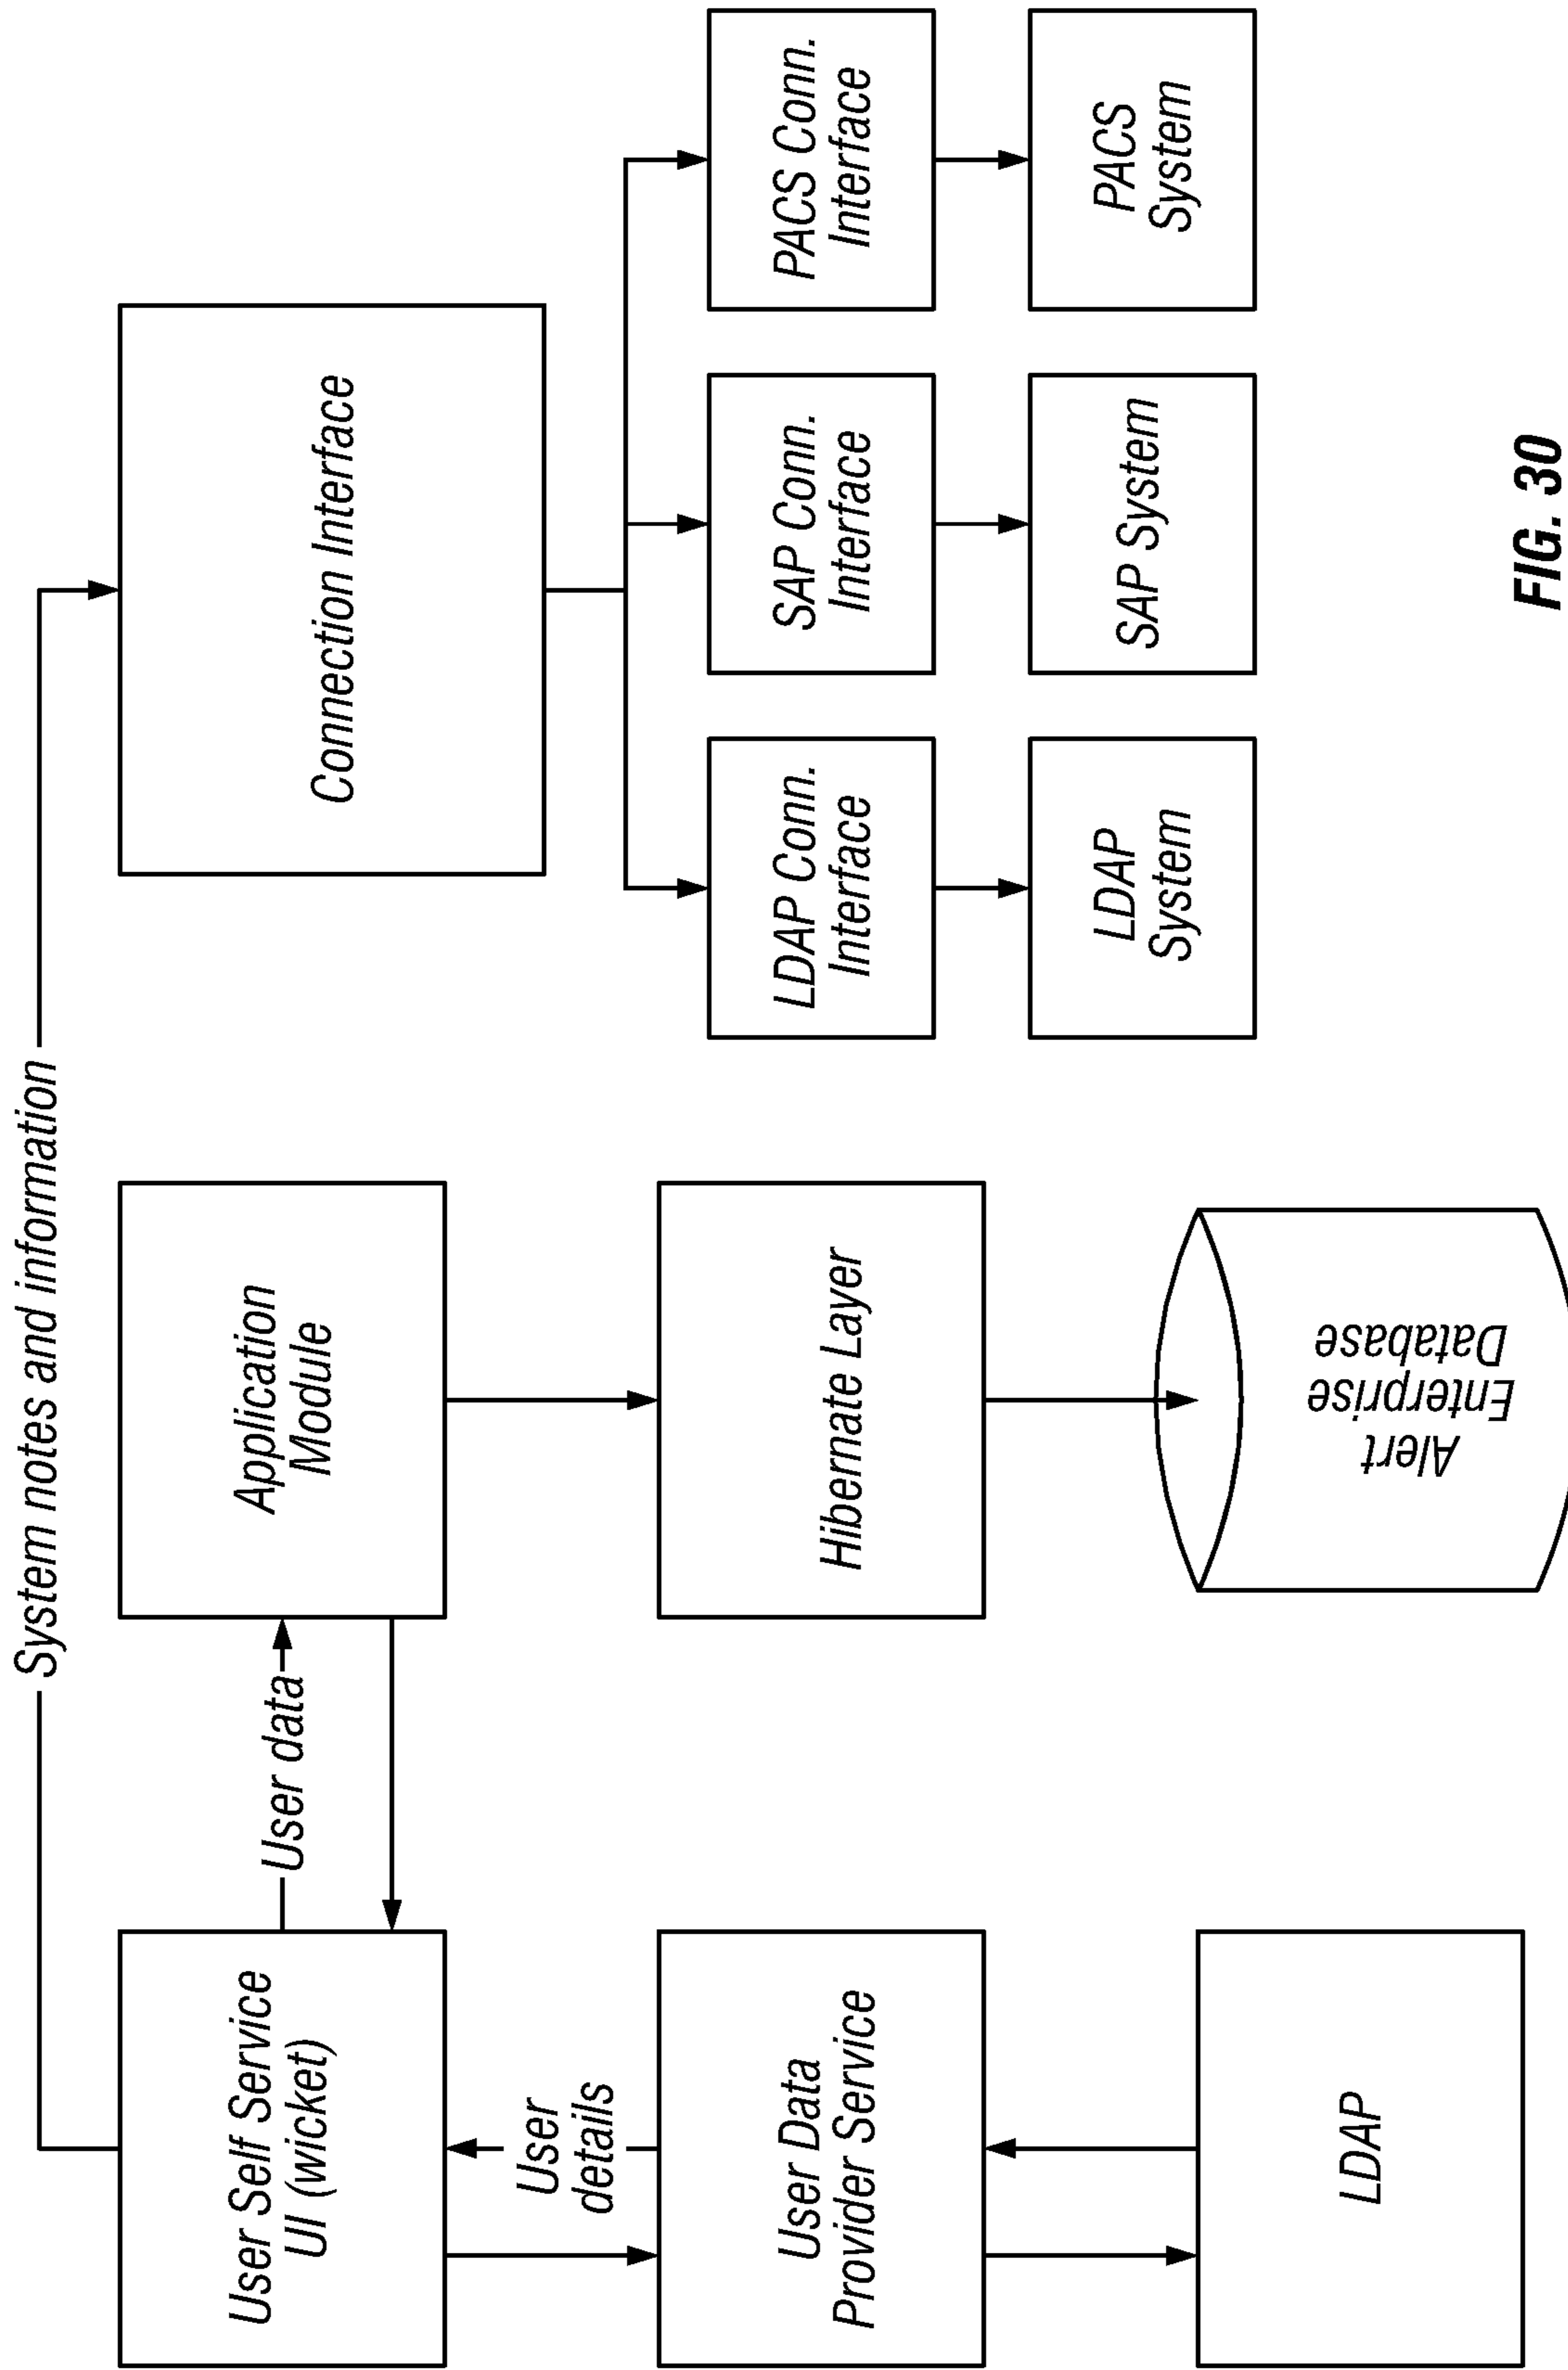 System notes and information
User Self Service
UI (wicket)
User data
Application
Module
Connection Interface
User
details
User Data
Provider Service
Hibernate Layer
LDAP Conn.
Interface
SAP Conn.
Interface
PACS Conn.
Interface
LDAP
Alert
Enterprise
Database
LDAP
System
SAP System
PACS
System
FIG. 30